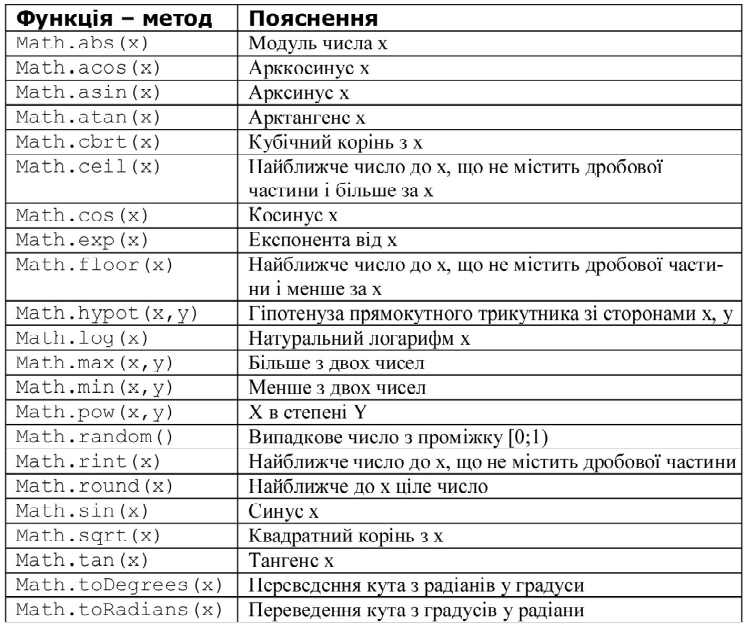 Функція – метод Пояснення
Math.abs(x) Модуль числа x
Math.acos(x) Арккосинус x
Math.asin(x) Арксинус x
Math.atan(x) Арктангенс x
Math.cbrt(x) Кубічний корінь з x
Math.ceil(x) Найближче число до x, що не містить дробової
частини і більше за x
Math.cos(x) Косинус x
Math.exp(x) Експонента від x
Math.floor(x) Найближче число до x, що не містить дробової части-
ни і менше за x
Math.hypot(x,y) Гіпотенуза прямокутного трикутника зі сторонами x, y
Math.log(x) Натуральний логарифм x
Math.max(x,y) Більше з двох чисел
Math.min(x,y) Менше з двох чисел
Math.pow(x,y) X в степені Y
Math.random() Випадкове число з проміжку [0;1)
Math.rint(x) Найближче число до x, що не містить дробової частини
Math.round(x) Найближче до x ціле число
Math.sin(x) Синус x
Math.sqrt(x) Квадратний корінь з x
Math.tan(x) Тангенс x
Math.toDegrees(x) Переведення кута з радіанів у градуси
Math.toRadians(x) Переведення кута з градусів у радіани